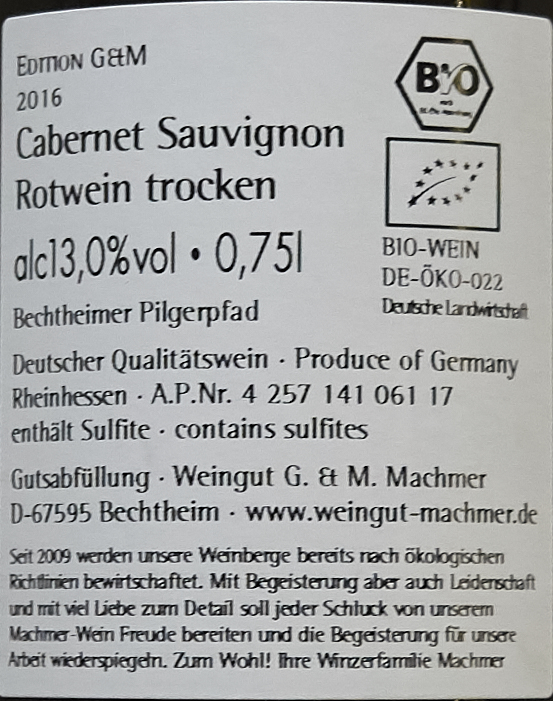 EDITION G&M
2016
Cabernet Sauvignon
Rotwein trocken
alc13,0%vol • 0,75l
Bechtheimer Pilgerpfad
BIO
BIO-WEIN
DE-ÖKO-022
Deutsche Landwirtschaft
Deutscher Qualitätswein · Produce of Germany
Rheinhessen · A.P.Nr. 4 257 141 061 17
enthält Sulfite · contains sulfites
Gutsabfüllung · Weingut G. & M. Machmer
D-67595 Bechtheim · www.weingut-machmer.de
Seit 2009 werden unsere Weinberge bereits nach ökologischen
Richtlinien bewirtschaftet. Mit Begeisterung aber auch Leidenschaft
und mit viel Liebe zum Detail soll jeder Schluck von unserem
Machmer-Wein Freude bereiten und die Begeisterung für unsere
Arbeit wiederspiegeln. Zum Wohl! Ihre Winzerfamilie Machmer